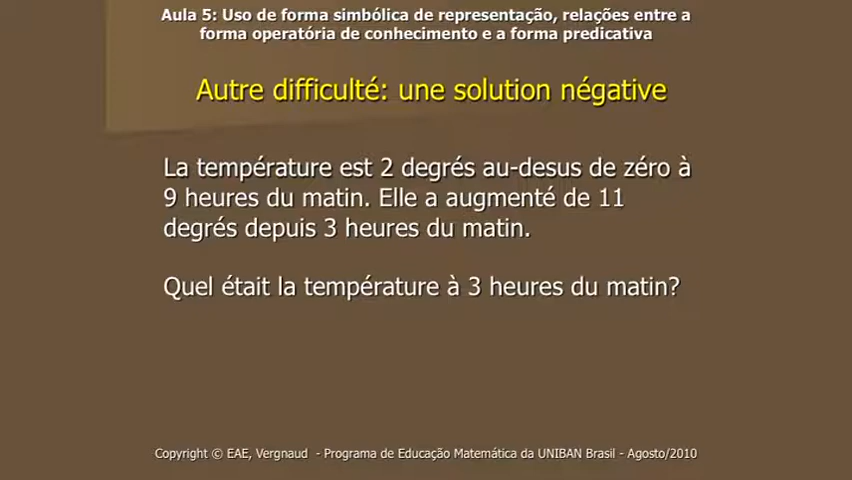 Aula 5: Uso de forma simbólica de representação, relações entre a
forma operatória de conhecimento e a forma predicativa
Autre difficulté: une solution négative
La température est 2 degrés au-desus de zéro à
9 heures du matin. Elle a augmenté de 11
degrés depuis 3 heures du matin.
Quel était la température à 3 heures du matin?
Copyright © EAE, Vergnaud - Programa de Educação Matemática da UNIBAN Brasil - Agosto/2010